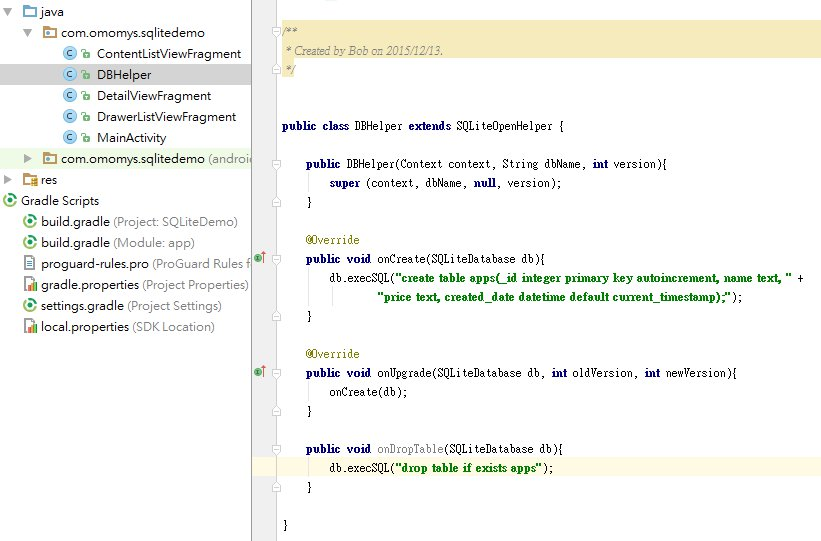 java
com.omomys.sqlitedemo
ContentListViewFragment
DBHelper
DetailViewFragment
DrawerListViewFragment
MainActivity
com.omomys.sqlitedemo (android
res
Gradle Scripts
build.gradle (Project: SQLiteDemo)
build.gradle (Module: app)
proguard-rules.pro (ProGuard Rules f
gradle.properties (Project Properties)
settings.gradle (Project Settings)
local.properties (SDK Location)
/**
* Created by Bob on 2015/12/13.
*/
public class DBHelper extends SQLiteOpenHelper {
public DBHelper(Context context, String dbName, int version){
super (context, dbName, null, version);
}
@Override
public void onCreate(SQLiteDatabase db){
db.execSQL("create table apps(_id integer primary key autoincrement, name text, " +
"price text, created_date datetime default current_timestamp);");
}
@Override
public void onUpgrade(SQLiteDatabase db, int oldVersion, int newVersion){
onCreate(db);
}
public void onDropTable(SQLiteDatabase db){
db.execSQL("drop table if exists apps");
}
}